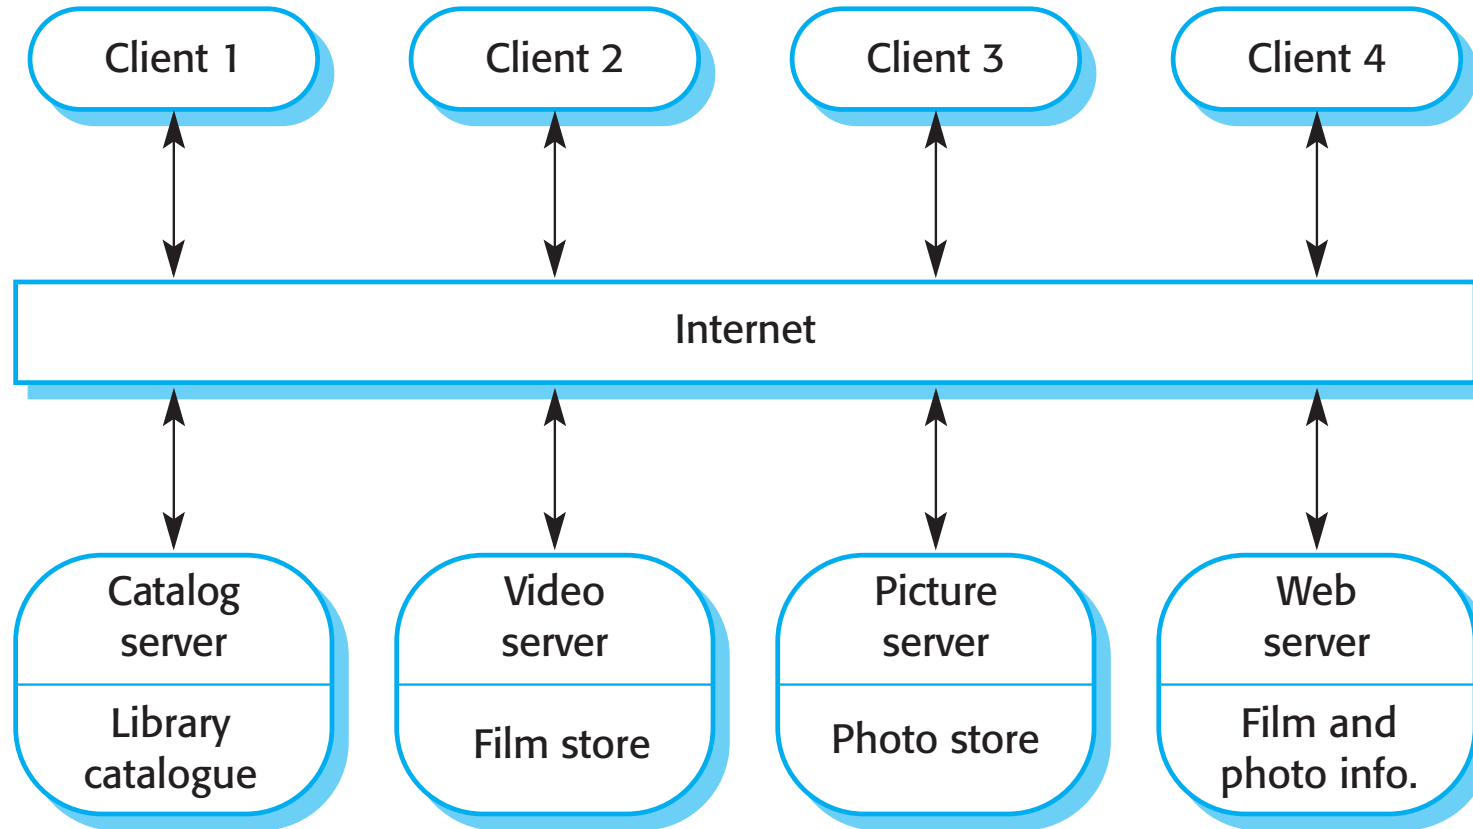 Client 1
Client 2
Client 3
Client 4
Internet
Catalog
server
Library
catalogue
Video
server
Film store
Picture
server
Photo store
Web
server
Film and
photo info.